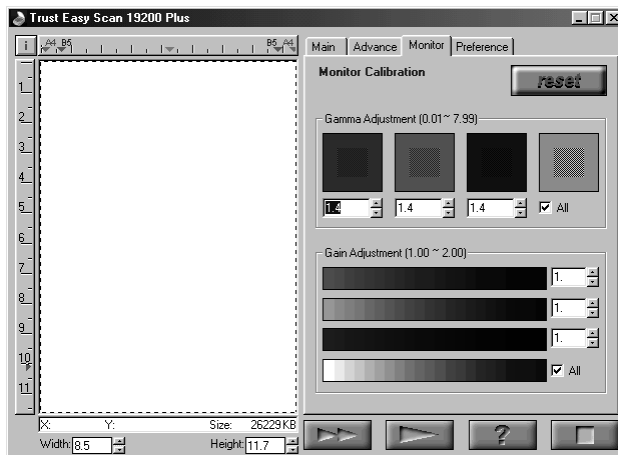 Trust Easy Scan 19200 Plus
i
A4 B5 B5 A4
Main Advance Monitor Preference
Monitor Calibration
reset
Gamma Adjustment (0.01 ~ 7.99)
1.4 1.4 1.4 All
Gain Adjustment (1.00 ~ 2.00)
1.
1.
1.
All
1
2
3
4
5
6
7
8
9
10
11
X: Y: Size: 26229KB
Width: 8.5 Height: 11.7
?